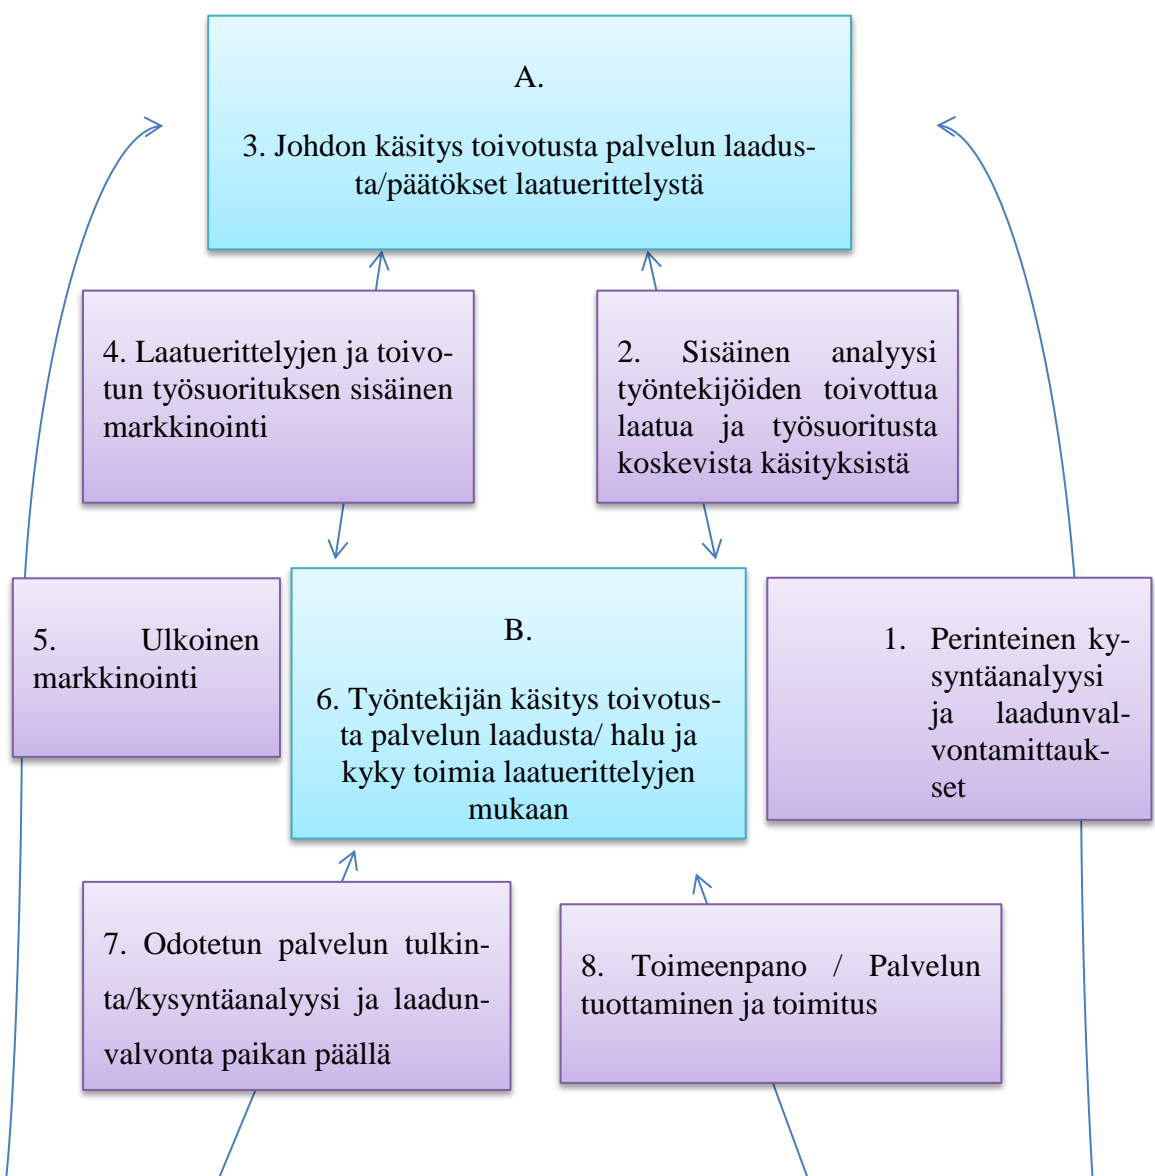 A.
3. Johdon käsitys toivotusta palvelun laadus-
ta/päätökset laatuerittelystä
4. Laatuerittelyjen ja toivo-
tun työsuorituksen sisäinen
markkinointi
2. Sisäinen analyysi
työntekijöiden toivottua
laatua ja työsuoritusta
koskevista käsityksistä
5. Ulkoinen
markkinointi
B.
6. Työntekijän käsitys toivotus-
ta palvelun laadusta/ halu ja
kyky toimia laatuerittelyjen
mukaan
1. Perinteinen ky-
syntäanalyysi
ja laadunval-
vontamittauk-
set
7. Odotetun palvelun tulkin-
ta/kysyntäanalyysi ja laadun-
valvonta paikan päällä
8. Toimeenpano / Palvelun
tuottaminen ja toimitus